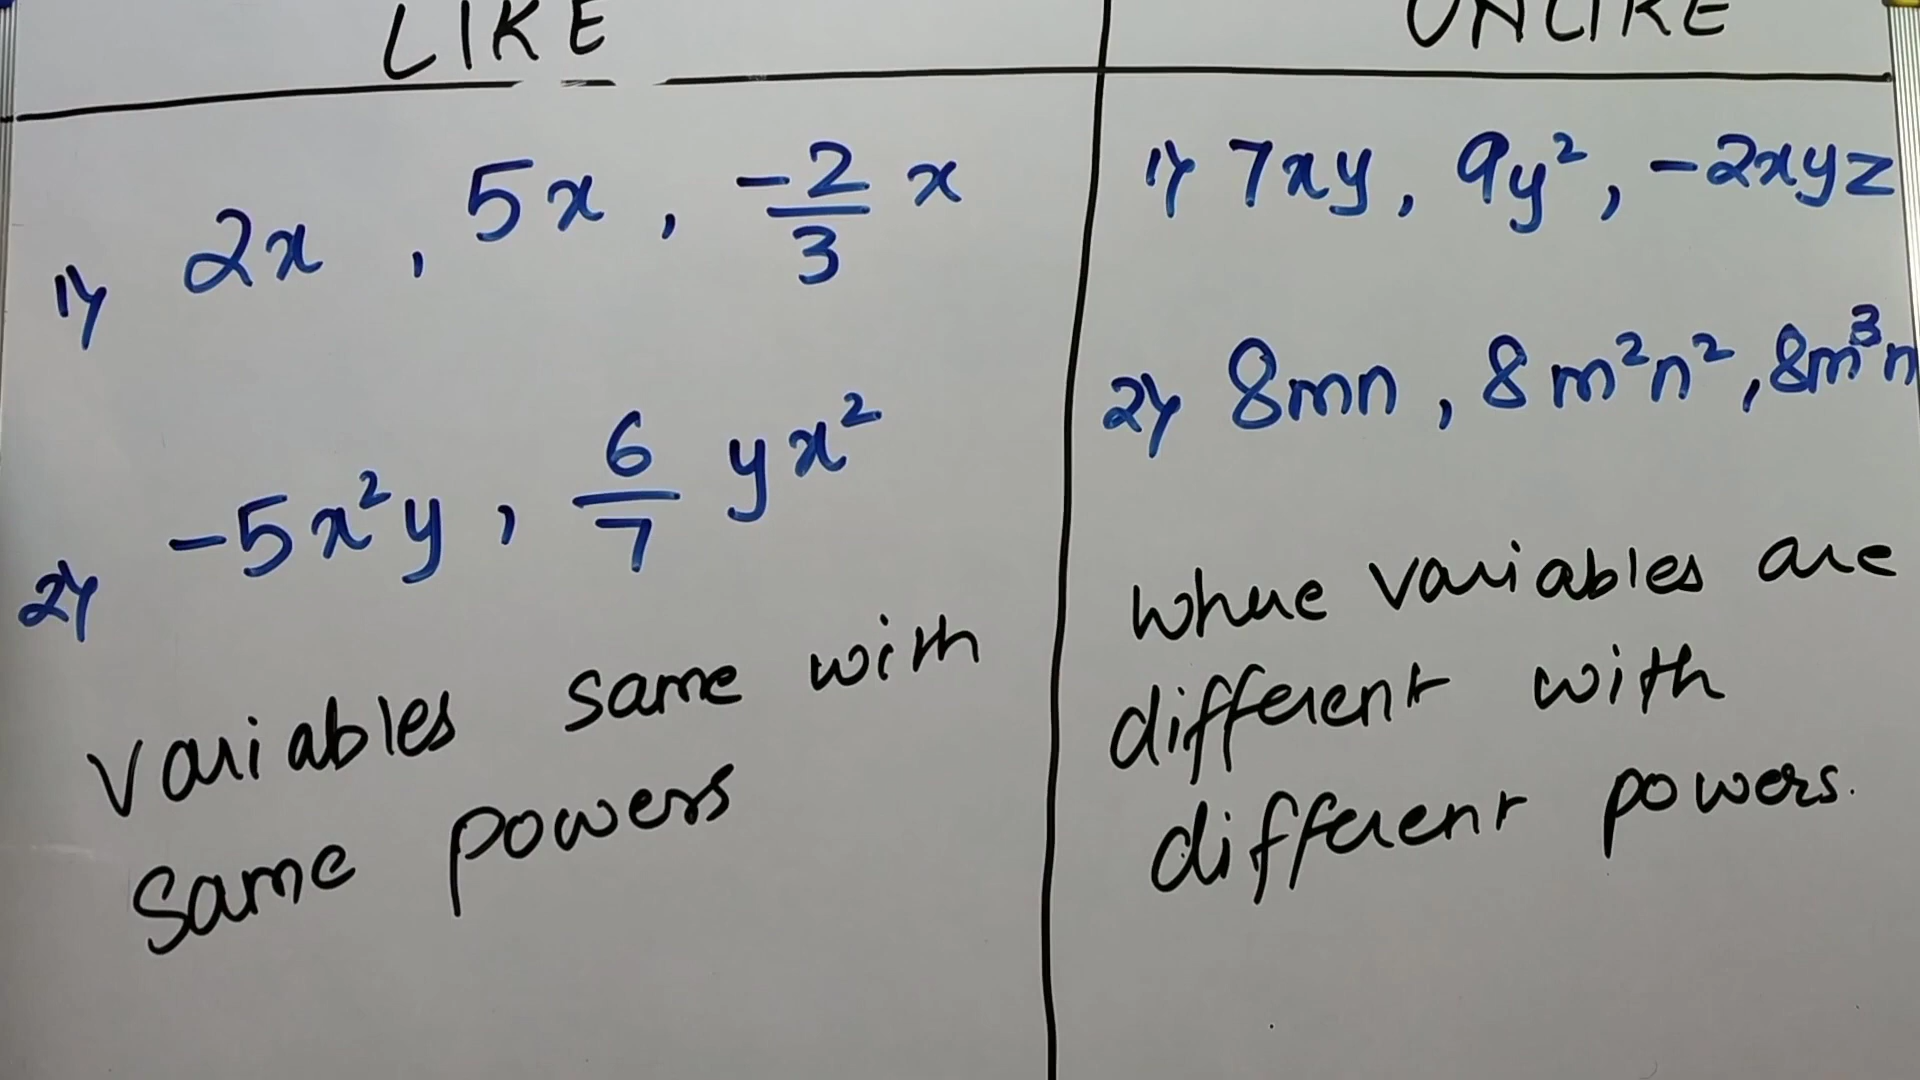 LIKE
1) 2x , 5x , -2/3 x
2) -5x²y , 6/7 yx²
Variables same with
same powers
UNLIKE
1) 7xy, 9y², -2xyz
2) 8mn , 8m²n², 8m³n
Where variables are
different with
different powers.